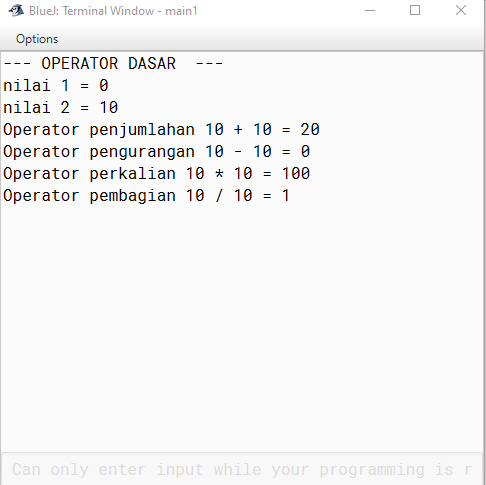 BlueJ: Terminal Window - main1
Options
--- OPERATOR DASAR  ---
nilai 1 = 0
nilai 2 = 10
Operator penjumlahan 10 + 10 = 20
Operator pengurangan 10 - 10 = 0
Operator perkalian 10 * 10 = 100
Operator pembagian 10 / 10 = 1
Can only enter input while your programming is r